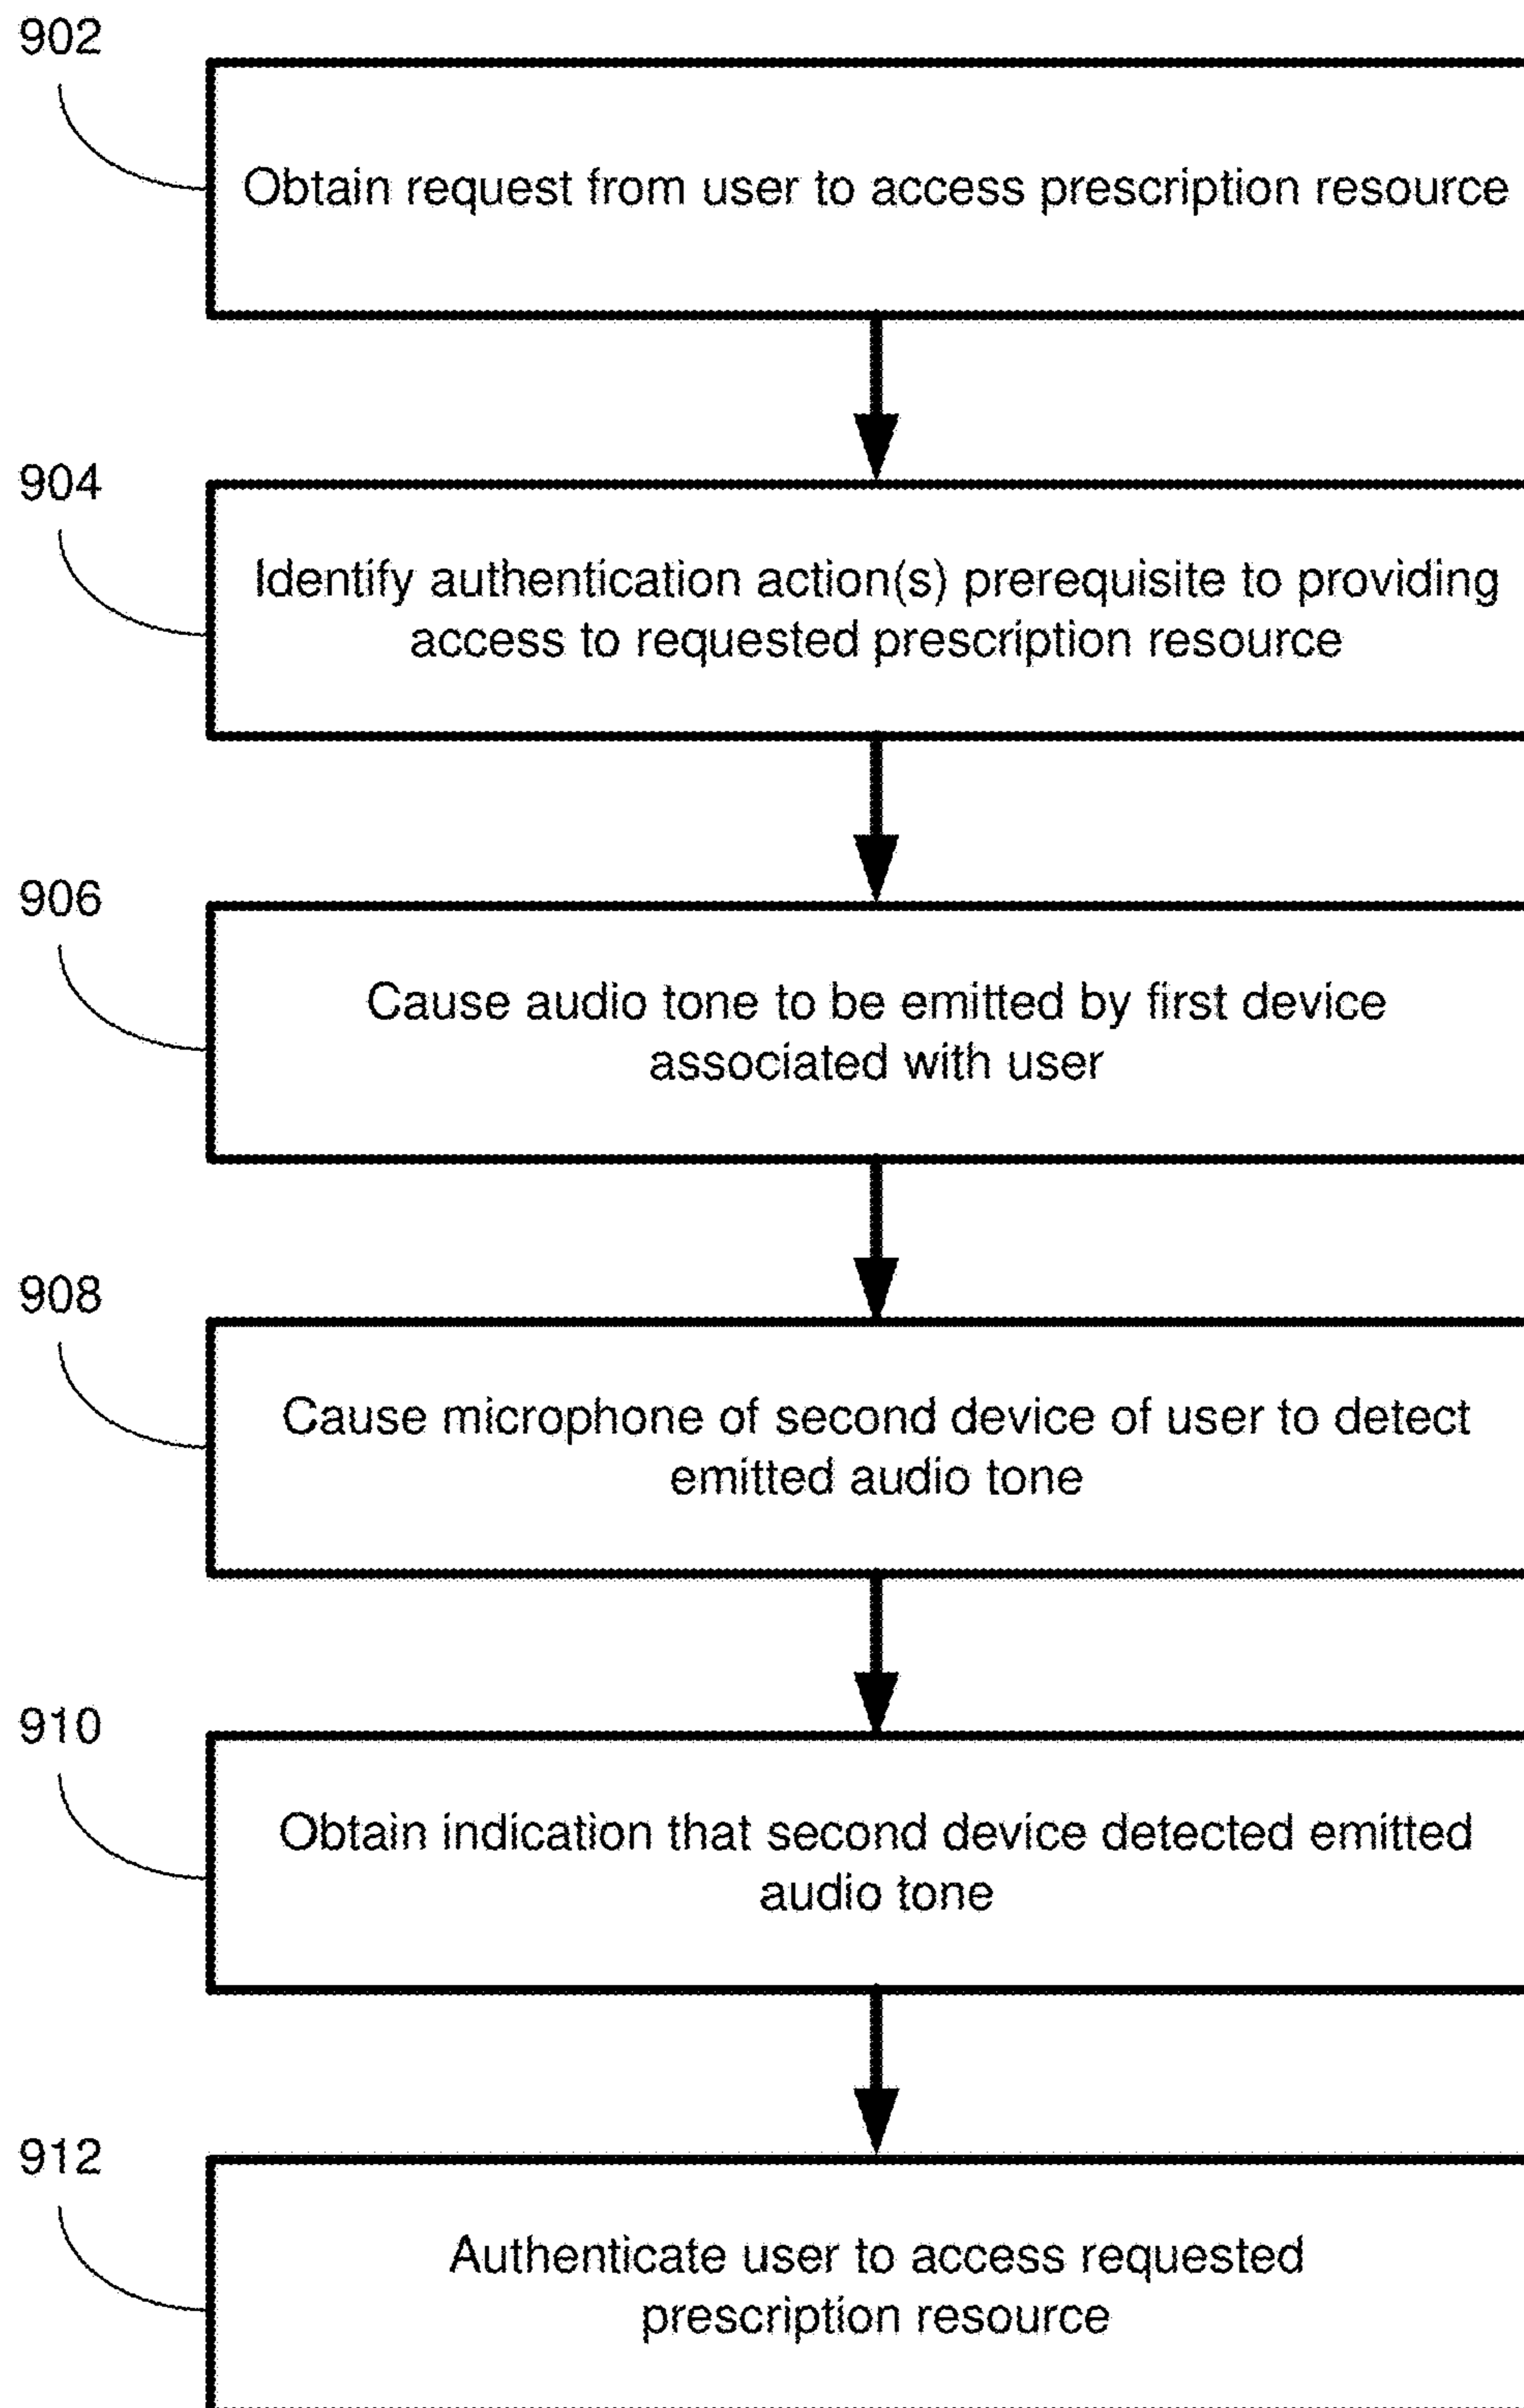 902
Obtain request from user to access prescription resource
904
Identify authentication action(s) prerequisite to providing
access to requested prescription resource
906
Cause audio tone to be emitted by first device
associated with user
908
Cause microphone of second device of user to detect
emitted audio tone
910
Obtain indication that second device detected emitted
audio tone
912
Authenticate user to access requested
prescription resource